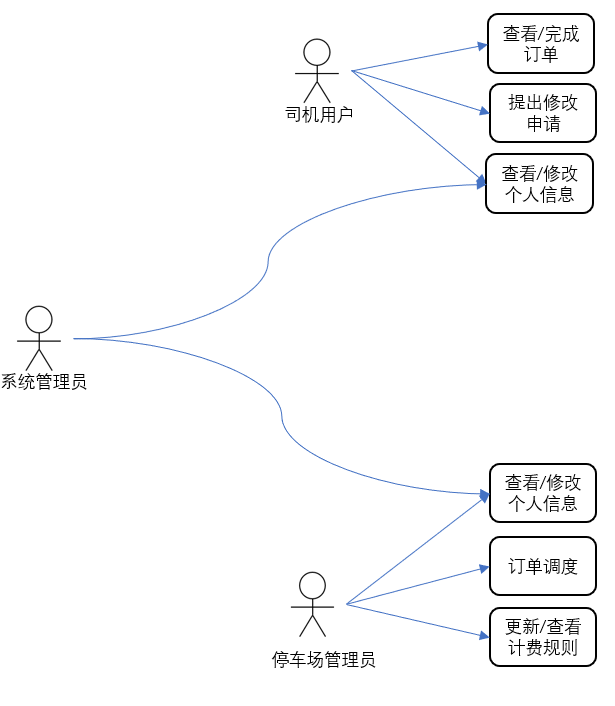 查看/完成
订单
司机用户
提出修改
申请
查看/修改
个人信息
系统管理员
查看/修改
个人信息
订单调度
停车场管理员
更新/查看
计费规则